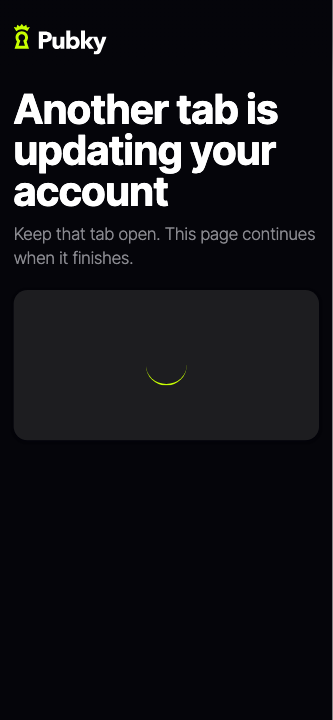 Pubky
Another tab is
updating your
account
Keep that tab open. This page continues
when it finishes.